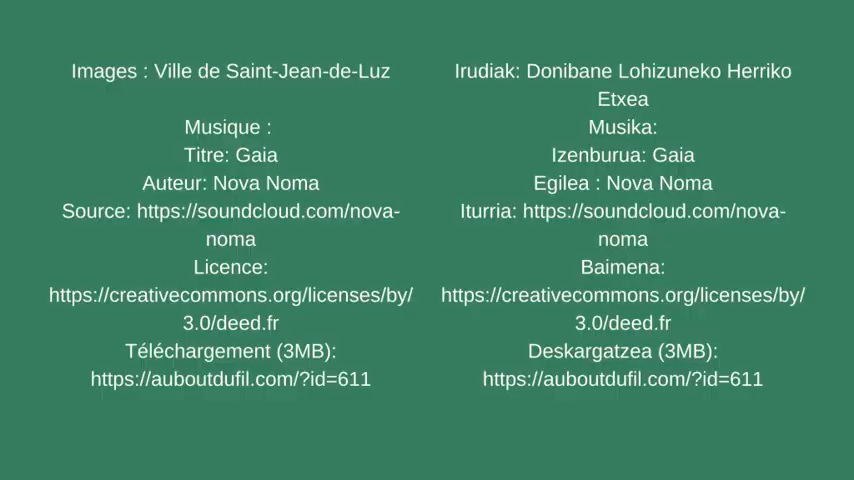 Images : Ville de Saint-Jean-de-Luz
Musique :
Titre: Gaia
Auteur: Nova Noma
Source: https://soundcloud.com/nova-
noma
Licence:
https://creativecommons.org/licenses/by/
3.0/deed.fr
Téléchargement (3MB):
https://auboutdufil.com/?id=611
Irudiak: Donibane Lohizuneko Herriko
Etxea
Musika:
Izenburua: Gaia
Egilea : Nova Noma
Iturria: https://soundcloud.com/nova-
noma
Baimena:
https://creativecommons.org/licenses/by/
3.0/deed.fr
Deskargatzea (3MB):
https://auboutdufil.com/?id=611